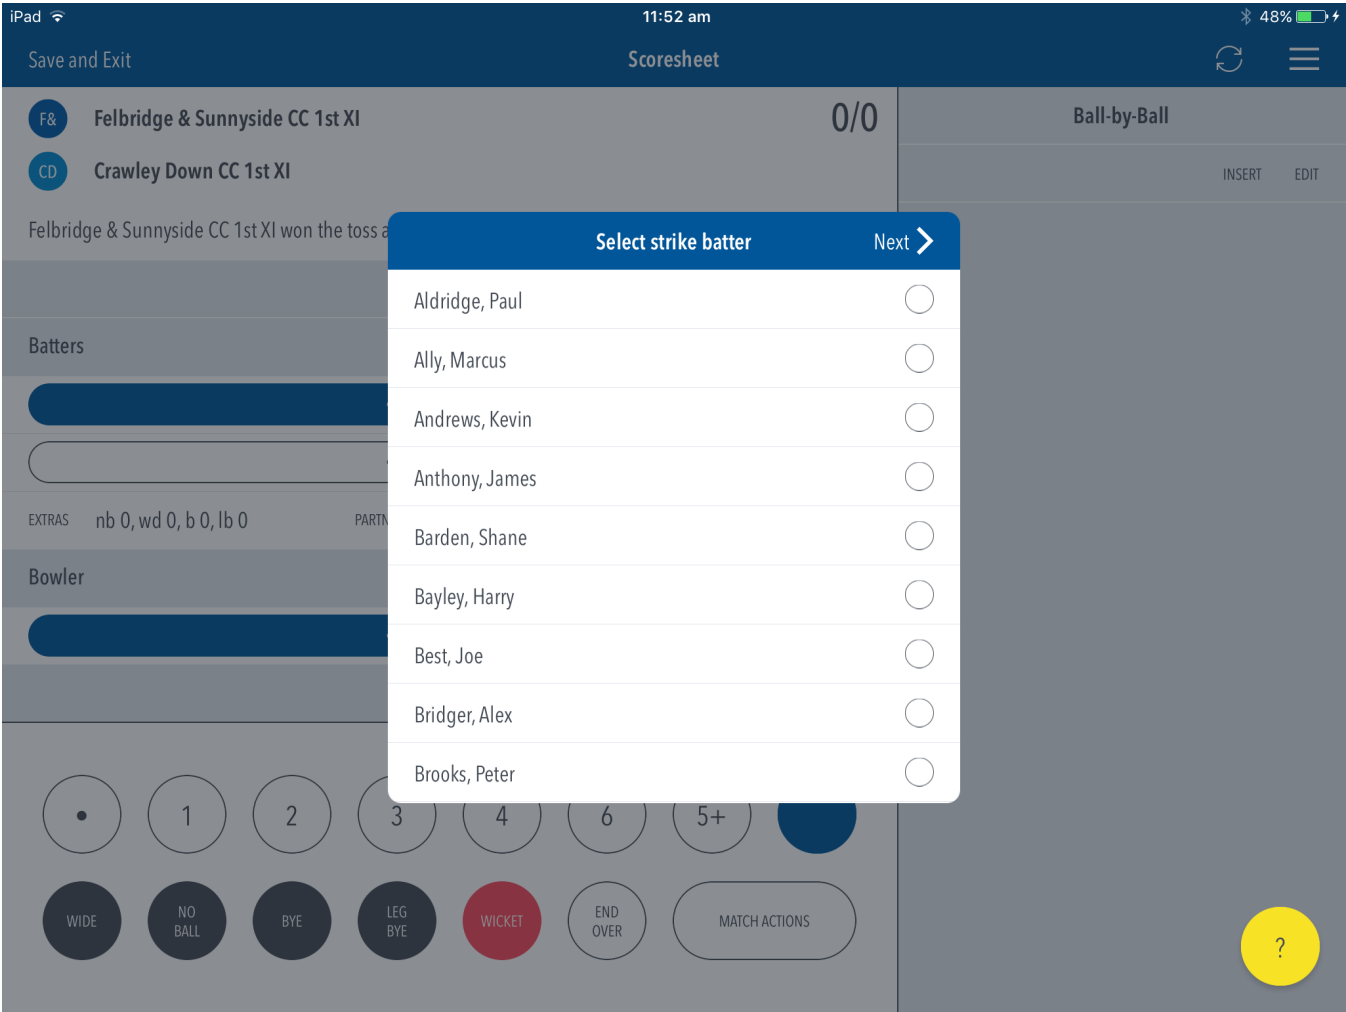 iPad
11:52 am
48%
Save and Exit
Scoresheet
F&
Felbridge & Sunnyside CC 1st XI
0/0
Ball-by-Ball
CD
Crawley Down CC 1st XI
INSERT
EDIT
Felbridge & Sunnyside CC 1st XI won the toss
Select strike batter
Next
Aldridge, Paul
Ally, Marcus
Batters
Andrews, Kevin
Anthony, James
EXTRAS
nb 0, wd 0, b 0, lb 0
Barden, Shane
Bowler
Bayley, Harry
Best, Joe
Bridger, Alex
Brooks, Peter
1
2
3
4
6
5+
WIDE
NO
BALL
BYE
LEG
BYE
WICKET
END
OVER
MATCH ACTIONS
?